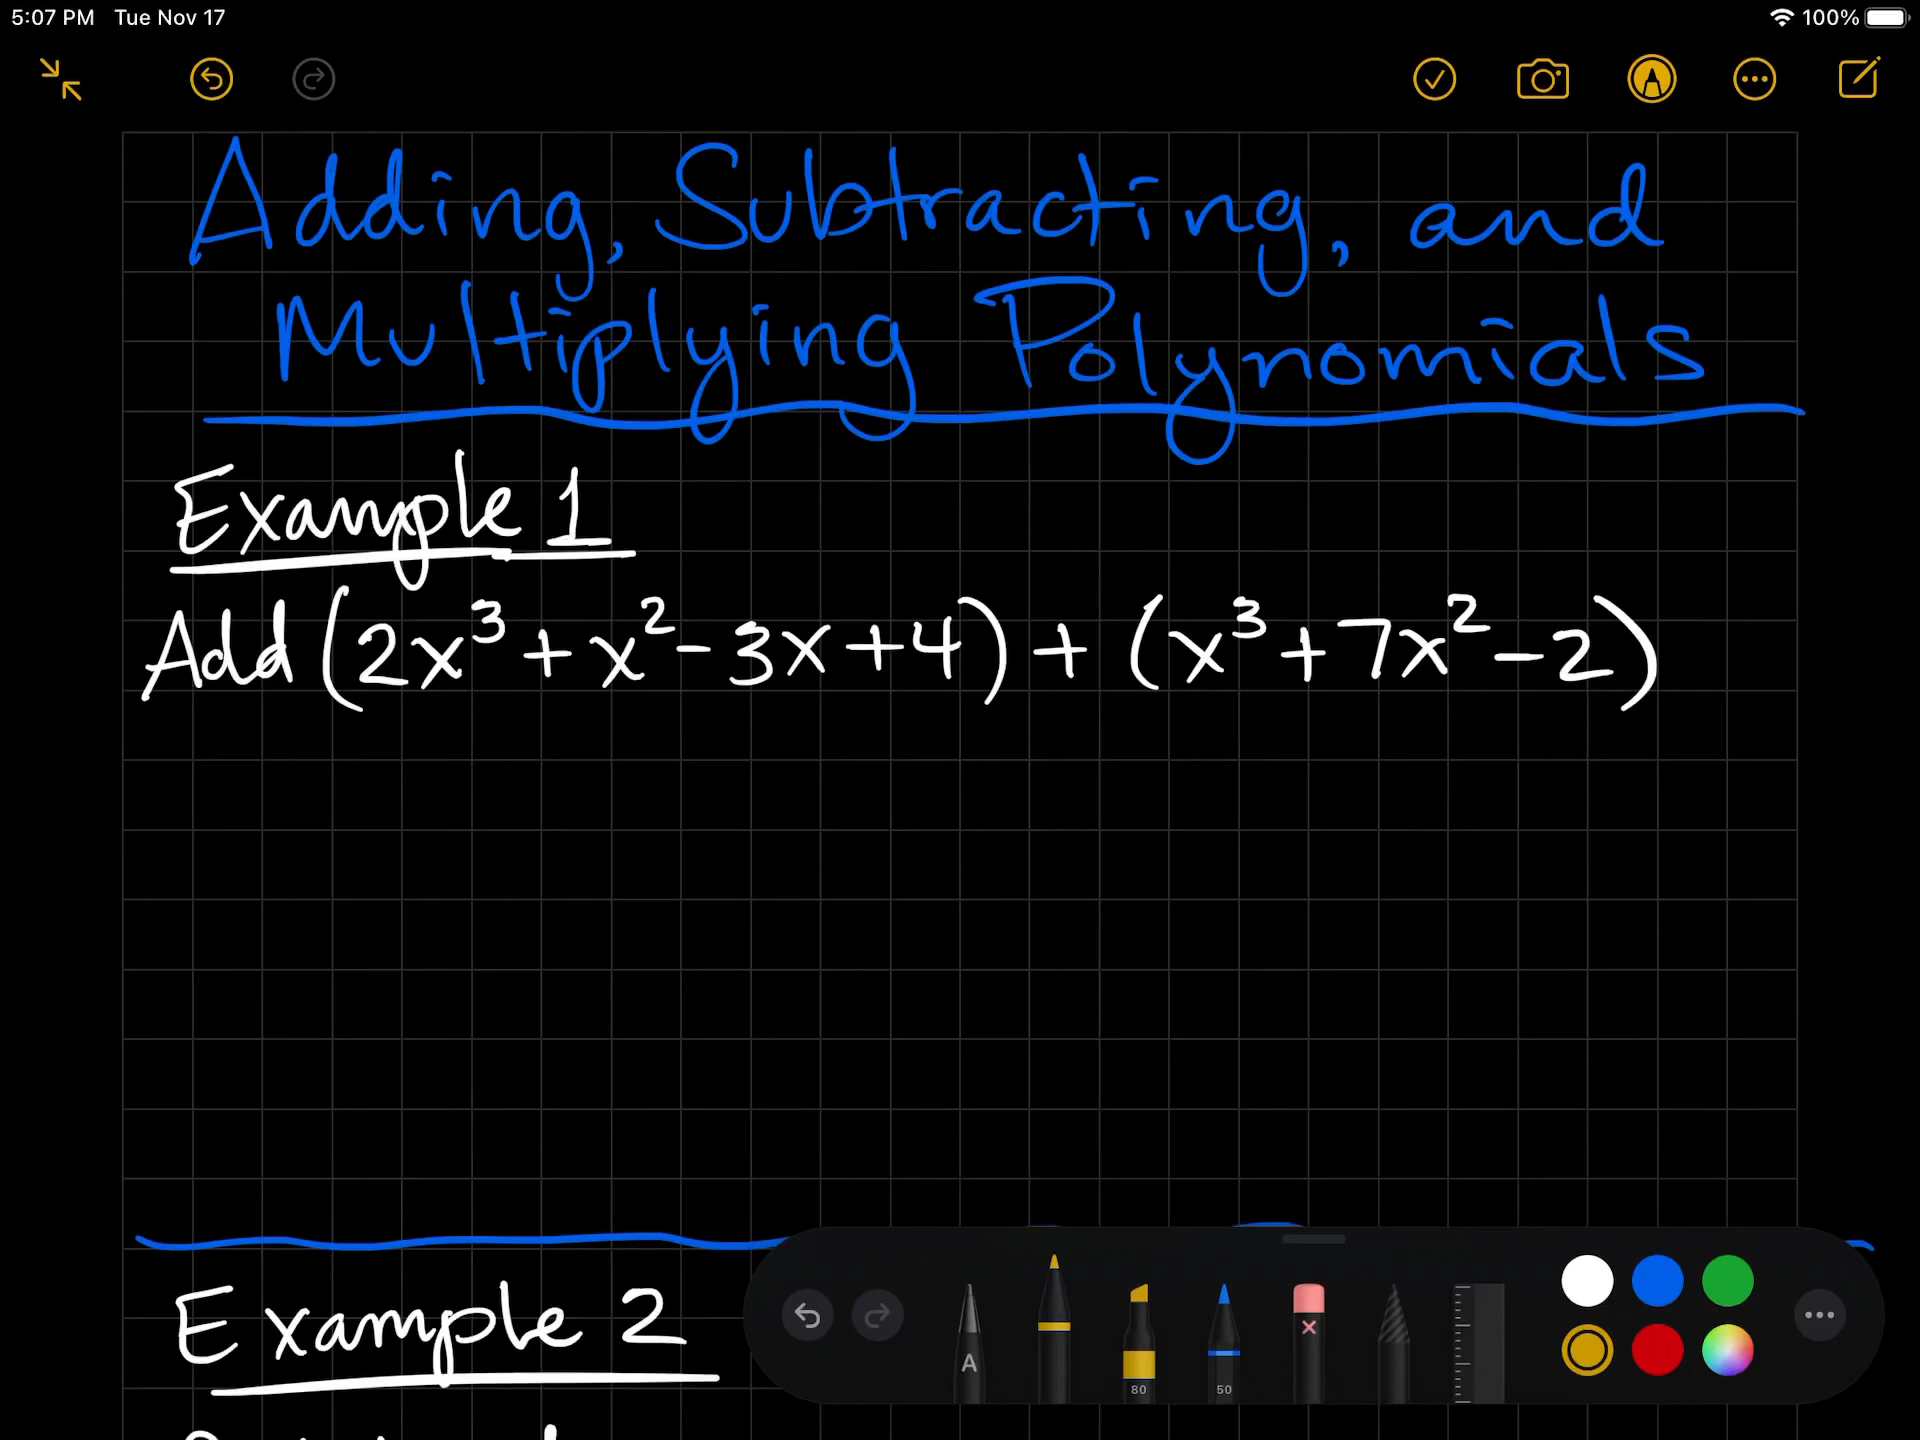 5:07 PM Tue Nov 17 100%
Adding, Subtracting, and
Multiplying Polynomials
Example 1
Add (2x³+x²-3x+4) + (x³+7x²-2)
Example 2
A
80
50